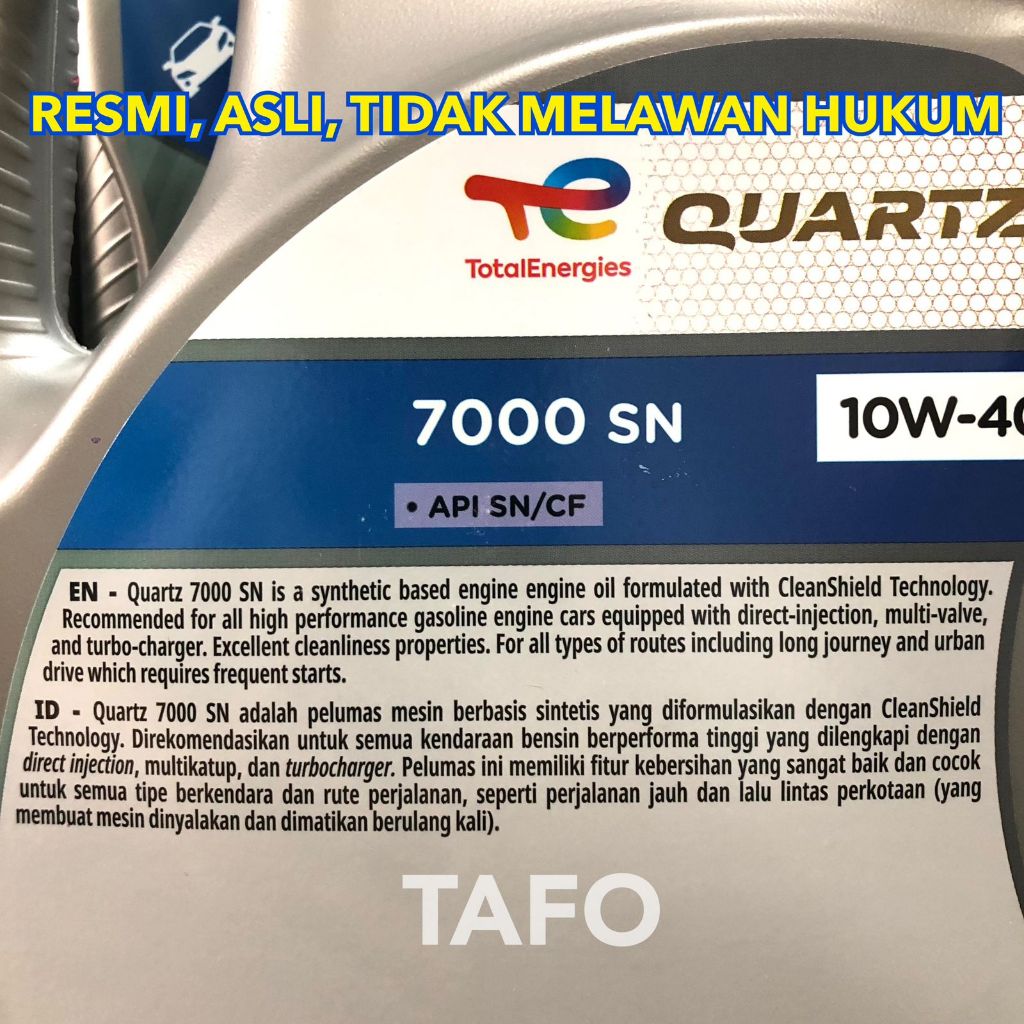 RESMI, ASLI, TIDAK MELAWAN HUKUM
TotalEnergies
QUARTZ
7000 SN
10W-40
• API SN/CF
EN - Quartz 7000 SN is a synthetic based engine engine oil formulated with CleanShield Technology.
Recommended for all high performance gasoline engine cars equipped with direct-injection, multi-valve,
and turbo-charger. Excellent cleanliness properties. For all types of routes including long journey and urban
drive which requires frequent starts.
ID - Quartz 7000 SN adalah pelumas mesin berbasis sintetis yang diformulasikan dengan CleanShield
Technology. Direkomendasikan untuk semua kendaraan bensin berperforma tinggi yang dilengkapi dengan
direct injection, multikatup, dan turbocharger. Pelumas ini memiliki fitur kebersihan yang sangat baik dan cocok
untuk semua tipe berkendara dan rute perjalanan, seperti perjalanan jauh dan lalu lintas perkotaan (yang
membuat mesin dinyalakan dan dimatikan berulang kali).
TAFO